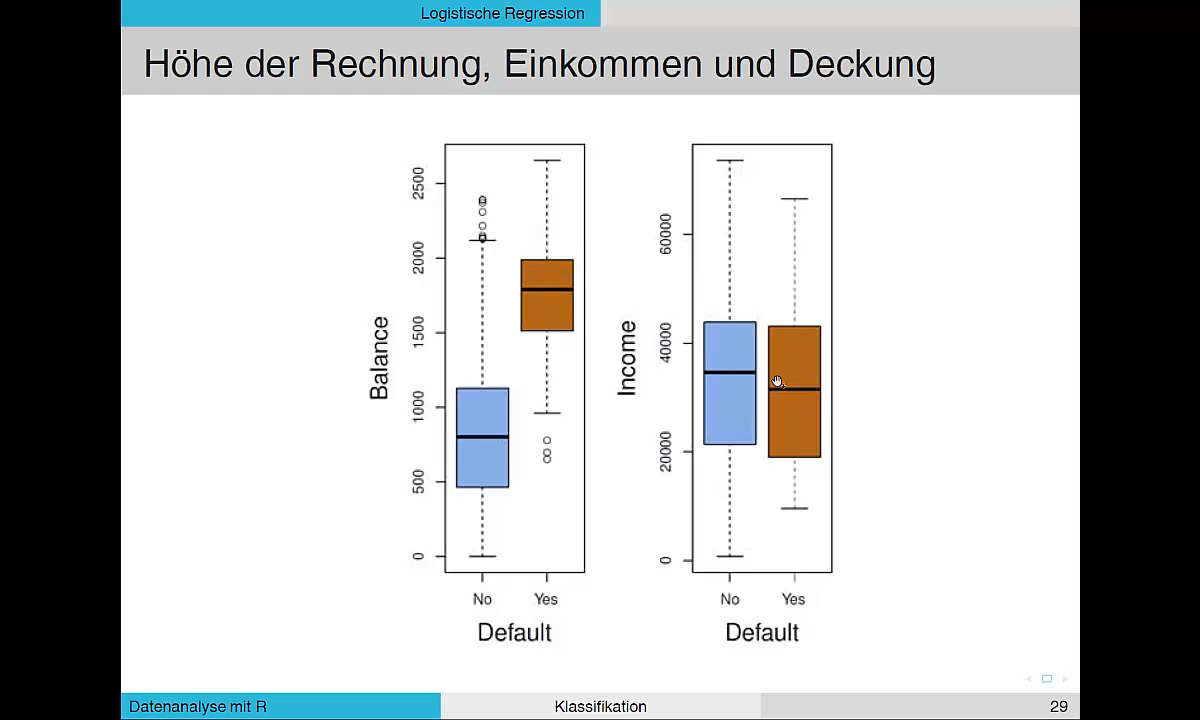 Logistische Regression
Höhe der Rechnung, Einkommen und Deckung
Balance
2500
2000
1500
1000
500
0
No Yes
Default
Income
60000
40000
20000
0
No Yes
Default
Datenanalyse mit R
Klassifikation
29